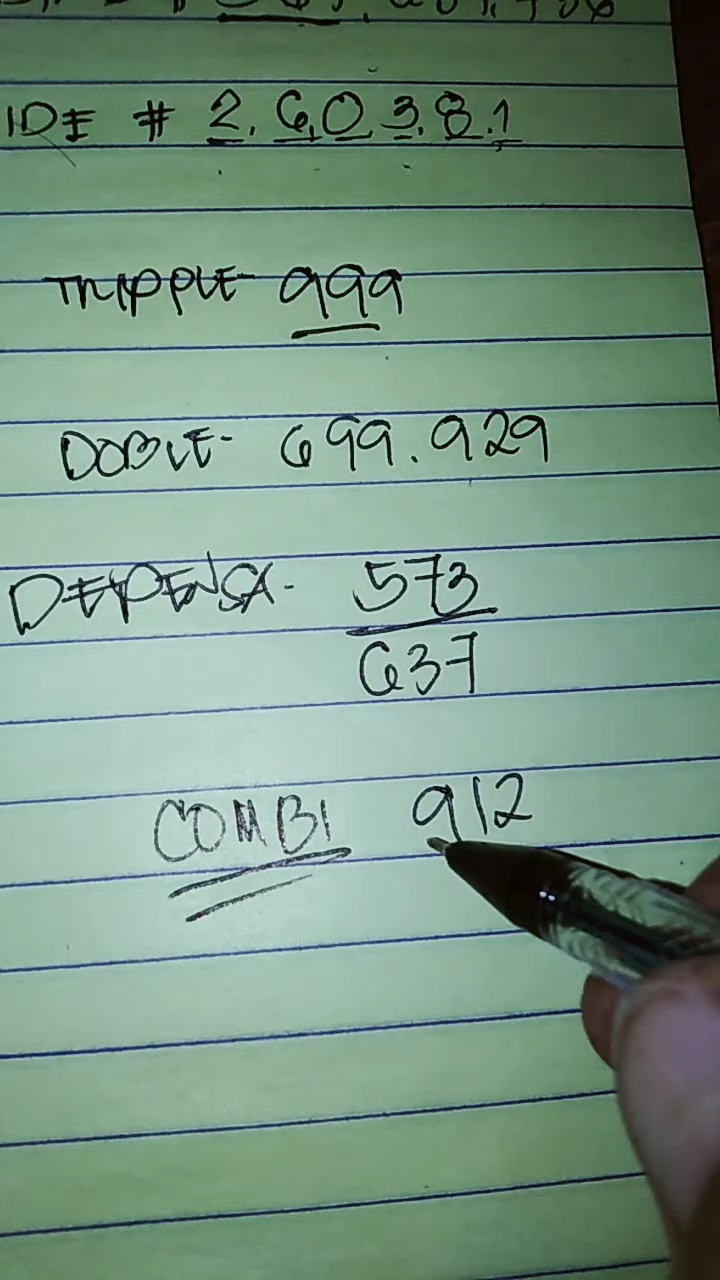 IDE # 2.6.0.3.8.1
TRIPPLE- 999
DOBLE- 699.929
DEPENSA- 573
637
COMBI 912